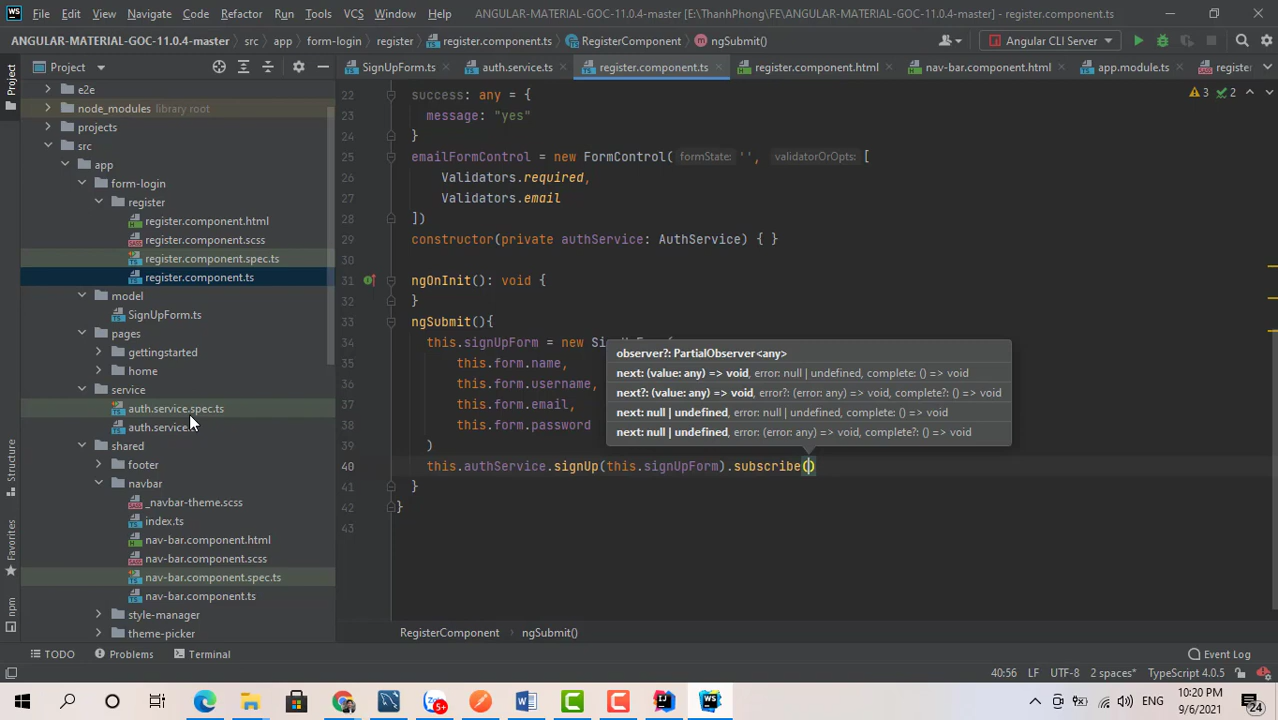 WS File Edit View Navigate Code Refactor Run Tools VCS Window Help ANGULAR-MATERIAL-GOC-11.0.4-master [E:\ThanhPhong\FE\ANGULAR-MATERIAL-GOC-11.0.4-master] - register.component.ts
ANGULAR-MATERIAL-GOC-11.0.4-master src app form-login register register.component.ts RegisterComponent ngSubmit() Angular CLI Server
Project SignUpForm.ts auth.service.ts register.component.ts register.component.html nav-bar.component.html app.module.ts register
Project
Structure
Favorites
npm
e2e
node_modules library root
projects
src
app
form-login
register
register.component.html
register.component.scss
register.component.spec.ts
register.component.ts
model
SignUpForm.ts
pages
gettingstarted
home
service
auth.service.spec.ts
auth.service.
shared
footer
navbar
_navbar-theme.scss
index.ts
nav-bar.component.html
nav-bar.component.scss
nav-bar.component.spec.ts
nav-bar.component.ts
style-manager
theme-picker
3 2
22 success: any = {
23 message: "yes"
24 }
25 emailFormControl = new FormControl( formState: '', validatorOrOpts: [
26 Validators.required,
27 Validators.email
28 ])
29 constructor(private authService: AuthService) { }
30
31 ngOnInit(): void {
32 }
33 ngSubmit(){
34 this.signUpForm = new SignUpForm(
35 this.form.name,
36 this.form.username,
37 this.form.email,
38 this.form.password
39 )
40 this.authService.signUp(this.signUpForm).subscribe()
41 }
42 }
43
observer?: PartialObserver<any>
next: (value: any) => void, error: null | undefined, complete: () => void
next?: (value: any) => void, error?: (error: any) => void, complete?: () => void
next: null | undefined, error: null | undefined, complete: () => void
next: null | undefined, error: (error: any) => void, complete?: () => void
RegisterComponent ngSubmit()
TODO Problems Terminal Event Log
40:56 LF UTF-8 2 spaces* TypeScript 4.0.5
5+ ENG 10:20 PM 9/6/2021 24